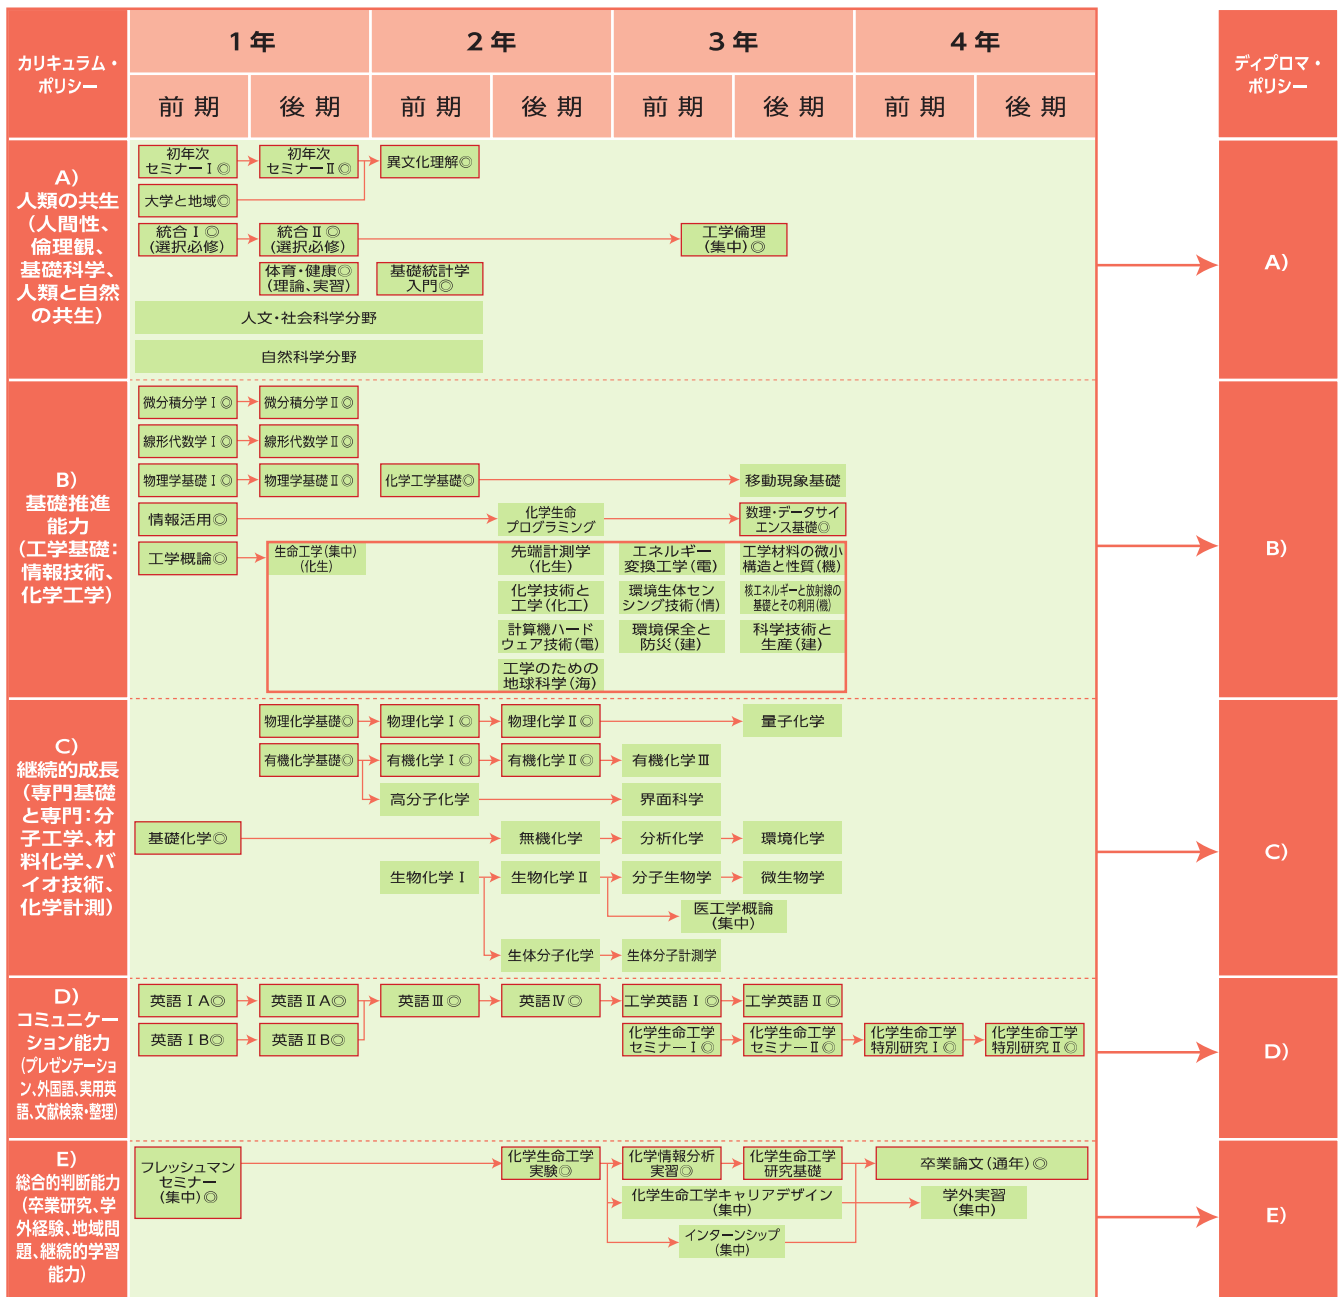 カリキュラム・
ポリシー
1 年
2 年
3 年
4 年
ディプロマ・
ポリシー
前 期
後 期
前 期
後 期
前 期
後 期
前 期
後 期
A）
人類の共生
（人間性、
倫理観、
基礎科学、
人類と自然
の共生）
初年次
セミナーⅠ◎
初年次
セミナーⅡ◎
異文化理解◎
大学と地域◎
統合Ⅰ◎
（選択必修）
統合Ⅱ◎
（選択必修）
工学倫理
（集中）◎
体育・健康◎
（理論、実習）
基礎統計学
入門◎
人文・社会科学分野
自然科学分野
A）
B）
基礎推進
能力
（工学基礎：
情報技術、
化学工学）
微分積分学Ⅰ◎
微分積分学Ⅱ◎
線形代数学Ⅰ◎
線形代数学Ⅱ◎
物理学基礎Ⅰ◎
物理学基礎Ⅱ◎
化学工学基礎◎
移動現象基礎
情報活用◎
化学生命
プログラミング
数理・データサイ
エンス基礎◎
工学概論◎
生命工学（集中）
（化生）
先端計測学
（化生）
エネルギー
変換工学（電）
工学材料の微小
構造と性質（機）
化学技術と
工学（化工）
環境生体セン
シング技術（情）
核エネルギーと放射線の
基礎とその利用（機）
計算機ハード
ウェア技術（電）
環境保全と
防災（建）
科学技術と
生産（建）
工学のための
地球科学（海）
B）
C）
継続的成長
（専門基礎
と専門：分
子工学、材
料化学、バ
イオ技術、
化学計測）
物理化学基礎◎
物理化学Ⅰ◎
物理化学Ⅱ◎
量子化学
有機化学基礎◎
有機化学Ⅰ◎
有機化学Ⅱ◎
有機化学Ⅲ
高分子化学
界面科学
基礎化学◎
無機化学
分析化学
環境化学
生物化学Ⅰ
生物化学Ⅱ
分子生物学
微生物学
医工学概論
（集中）
生体分子化学
生体分子計測学
C）
D）
コミュニケー
ション能力
（プレゼンテーショ
ン、外国語、実用英
語、文献検索・整理）
英語ⅠA◎
英語ⅡA◎
英語Ⅲ◎
英語Ⅳ◎
工学英語Ⅰ◎
工学英語Ⅱ◎
英語ⅠB◎
英語ⅡB◎
化学生命工学
セミナーⅠ◎
化学生命工学
セミナーⅡ◎
化学生命工学
特別研究Ⅰ◎
化学生命工学
特別研究Ⅱ◎
D）
E）
総合的判断能力
（卒業研究、学
外経験、地域問
題、継続的学習
能力）
フレッシュマン
セミナー
（集中）◎
化学生命工学
実験◎
化学情報分析
実習◎
化学生命工学
研究基礎
卒業論文（通年）◎
化学生命工学キャリアデザイン
（集中）
学外実習
（集中）
インターンシップ
（集中）
E）